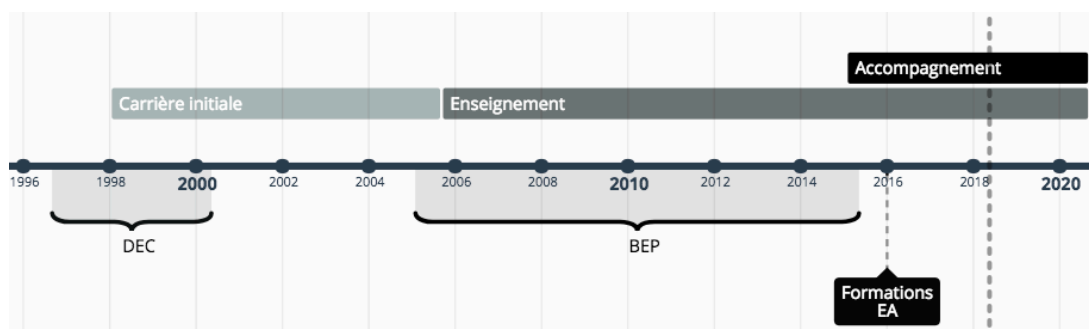 Accompagnement
Carrière initiale
Enseignement
1996
1998
2000
2002
2004
2006
2008
2010
2012
2014
2016
2018
2020
DEC
BEP
Formations
EA